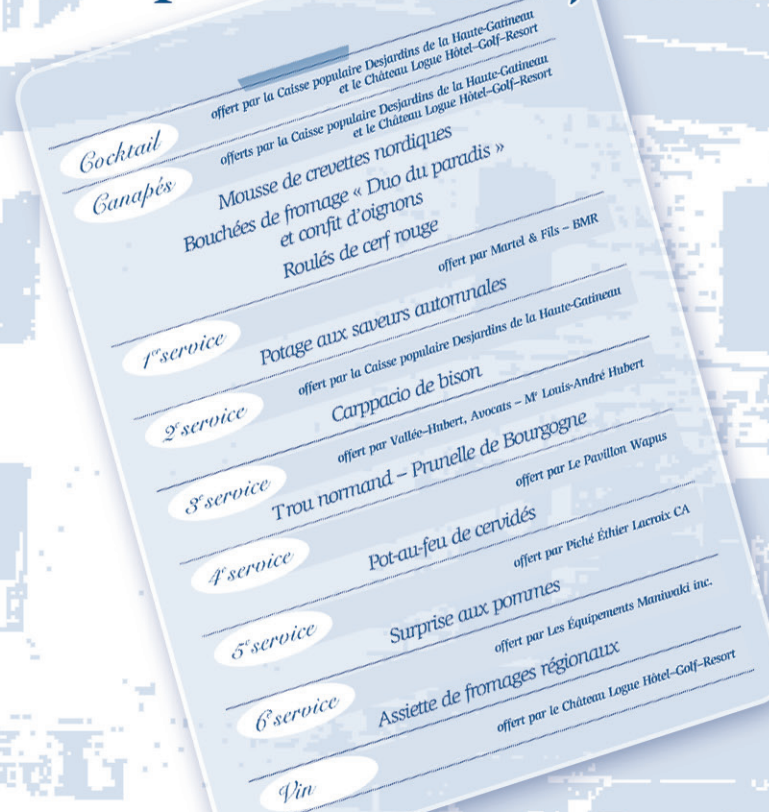 Cocktail
offert par la Caisse populaire Desjardins de la Haute-Gatineau
et le Château Logue Hôtel–Golf–Resort
Canapés
offerts par la Caisse populaire Desjardins de la Haute-Gatineau
et le Château Logue Hôtel–Golf–Resort
Mousse de crevettes nordiques
Bouchées de fromage « Duo du paradis »
et confit d'oignons
Roulés de cerf rouge
1er service
offert par Martel & Fils – BMR
Potage aux saveurs automnales
2e service
offert par la Caisse populaire Desjardins de la Haute-Gatineau
Carppacio de bison
3e service
offert par Vallée–Hubert, Avocats – Me Louis-André Hubert
Trou normand – Prunelle de Bourgogne
4e service
offert par Le Pavillon Wapus
Pot-au-feu de cervidés
5e service
offert par Piché Éthier Lacroix CA
Surprise aux pommes
6e service
offert par Les Équipements Maniwaki inc.
Assiette de fromages régionaux
Vin
offert par le Château Logue Hôtel–Golf–Resort